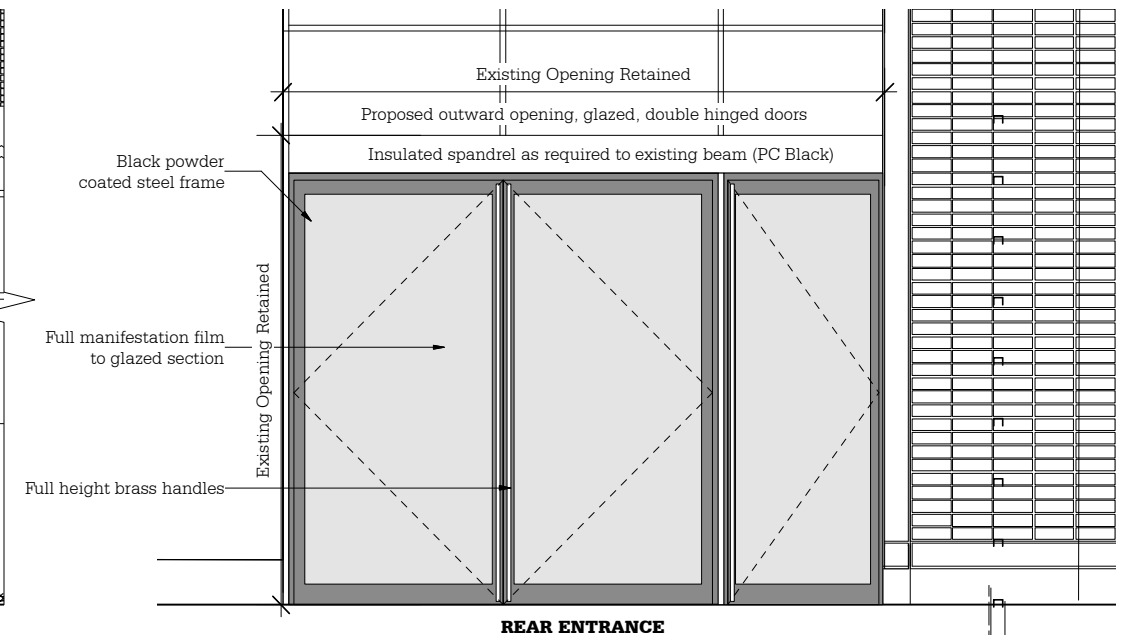 Existing Opening Retained
Proposed outward opening, glazed, double hinged doors
Insulated spandrel as required to existing beam (PC Black)
Black powder
coated steel frame
Existing Opening Retained
Full manifestation film
to glazed section
Full height brass handles
REAR ENTRANCE